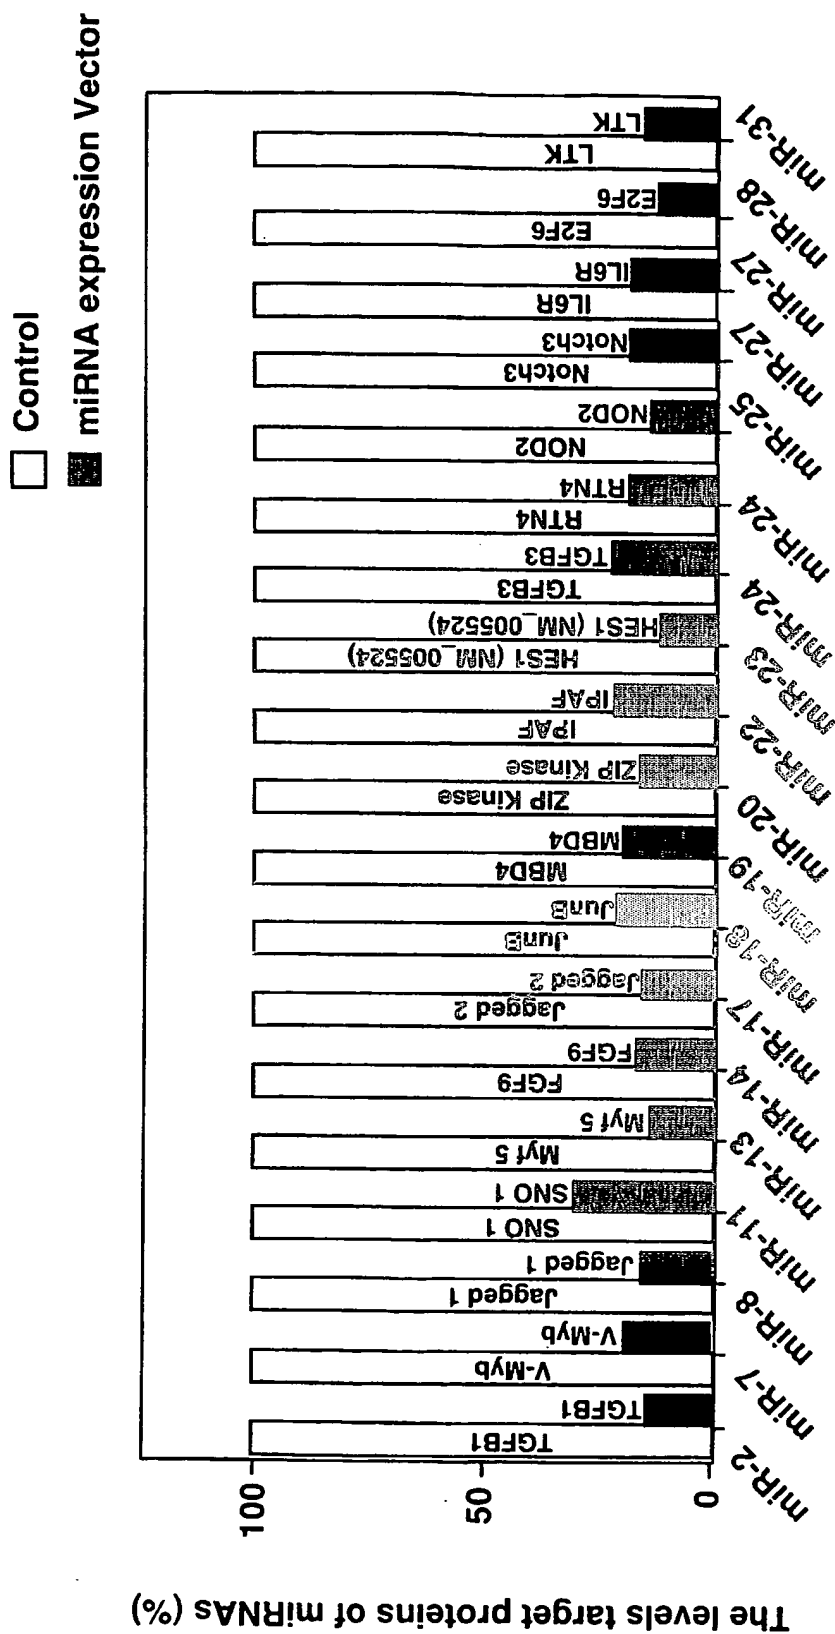 Control
miRNA expression Vector
The levels target proteins of miRNAs (%)
100
50
0
TGFB1
TGFB1
V-Myb
V-Myb
Jagged 1
Jagged 1
SNO 1
SNO 1
Myf 5
Myf 5
FGF9
FGF9
Jagged 2
Jagged 2
JunB
JunB
MBD4
MBD4
ZIP Kinase
ZIP Kinase
IPAF
IPAF
HES1 (NM_005524)
HES1 (NM_005524)
TGFB3
TGFB3
RTN4
RTN4
NOD2
NOD2
Notch3
Notch3
IL6R
IL6R
E2F6
E2F6
LTK
LTK
miR-2
miR-7
miR-8
miR-11
miR-13
miR-14
miR-17
miR-18
miR-19
miR-20
miR-22
miR-23
miR-24
miR-24
miR-25
miR-27
miR-27
miR-28
miR-31